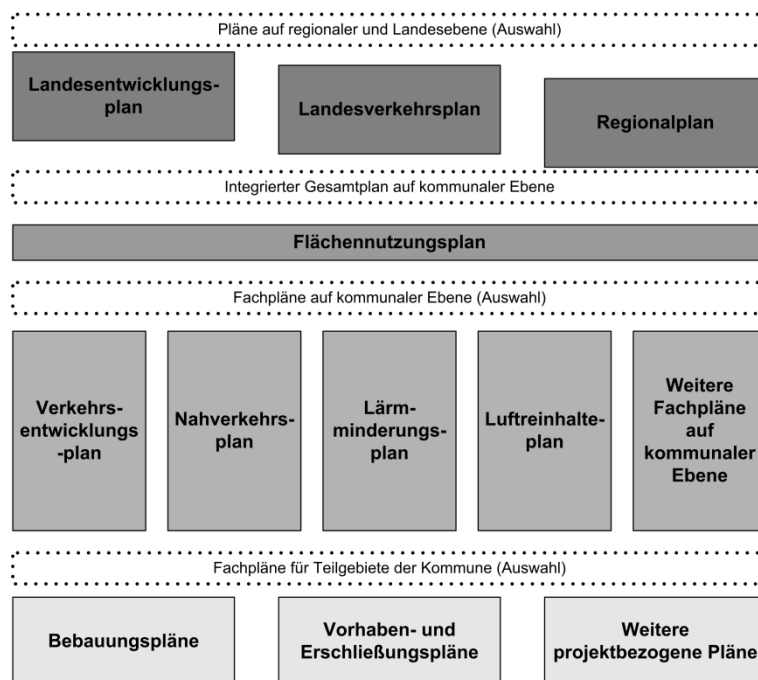 Pläne auf regionaler und Landesebene (Auswahl)
Landesentwicklungs-
plan
Landesverkehrsplan
Regionalplan
Integrierter Gesamtplan auf kommunaler Ebene
Flächennutzungsplan
Fachpläne auf kommunaler Ebene (Auswahl)
Verkehrs-
entwicklungs
-plan
Nahverkehrs-
plan
Lärm-
minderungs-
plan
Luftreinhalte-
plan
Weitere
Fachpläne
auf
kommunaler
Ebene
Fachpläne für Teilgebiete der Kommune (Auswahl)
Bebauungspläne
Vorhaben- und
Erschließungspläne
Weitere
projektbezogene Pläne